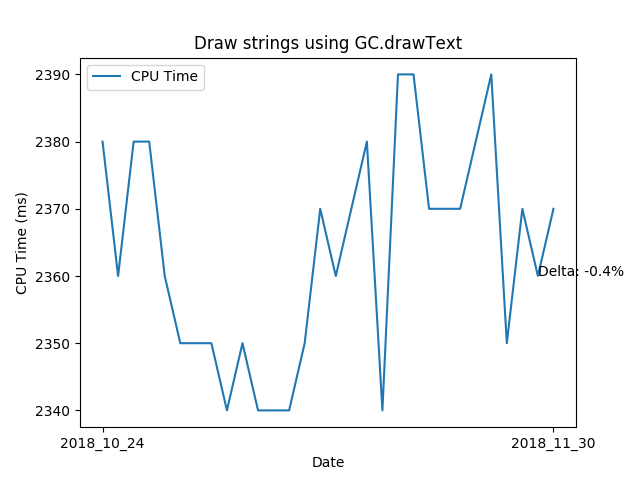 Draw strings using GC.drawText
CPU Time
2390
2380
2370
2360
2350
2340
CPU Time (ms)
Delta: -0.4%
2018_10_24
2018_11_30
Date